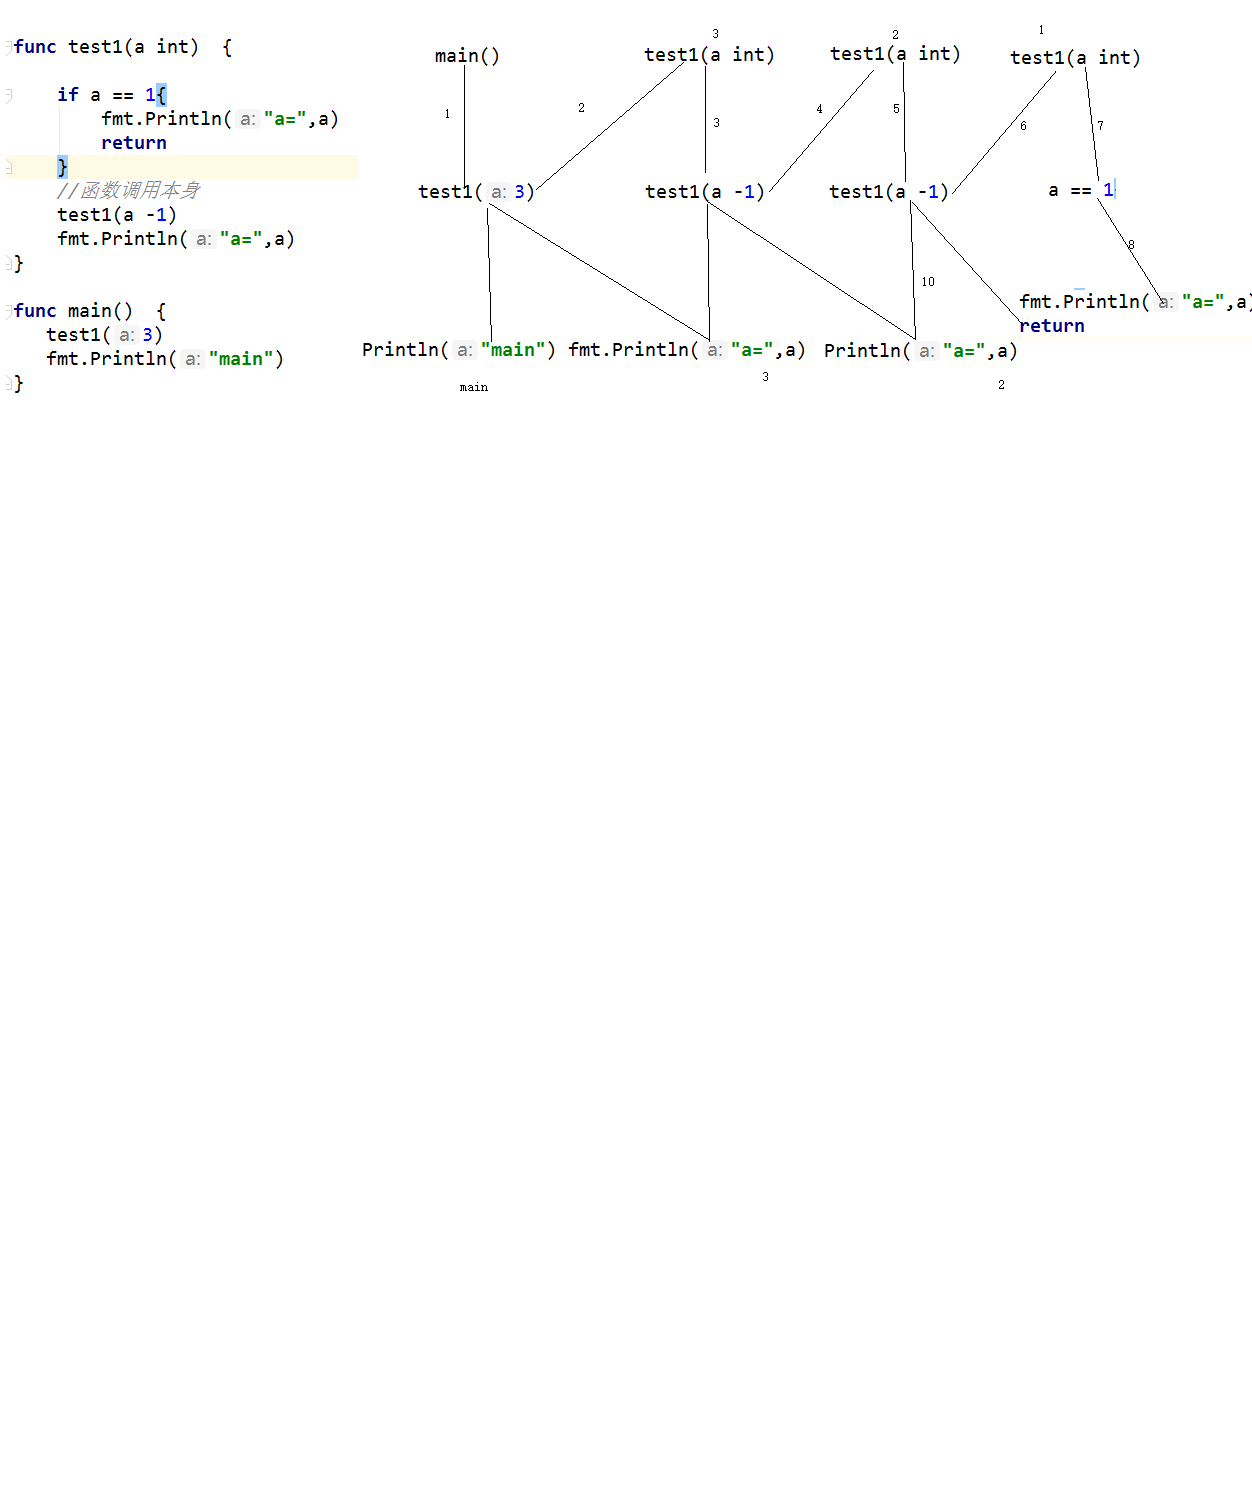 func test1(a int)  {
if a == 1{
fmt.Println( a: "a=",a)
return
}
//函数调用本身
test1(a -1)
fmt.Println( a: "a=",a)
}
func main()  {
test1( a: 3)
fmt.Println( a: "main")
}
3
2
1
main()
test1(a int)
test1(a int)
test1(a int)
1
2
3
4
5
6
7
test1( a: 3)
test1(a -1)
test1(a -1)
a == 1
8
10
fmt.Println( a: "a=",a)
return
Println( a: "main")
fmt.Println( a: "a=",a)
Println( a: "a=",a)
main
3
2